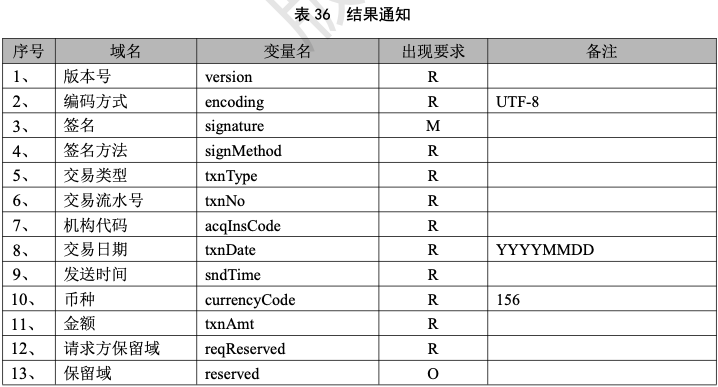 表 36 结果通知
序号 域名 变量名 出现要求 备注
1、 版本号 version R
2、 编码方式 encoding R UTF-8
3、 签名 signature M
4、 签名方法 signMethod R
5、 交易类型 txnType R
6、 交易流水号 txnNo R
7、 机构代码 acqInsCode R
8、 交易日期 txnDate R YYYYMMDD
9、 发送时间 sndTime R
10、 币种 currencyCode R 156
11、 金额 txnAmt R
12、 请求方保留域 reqReserved R
13、 保留域 reserved O